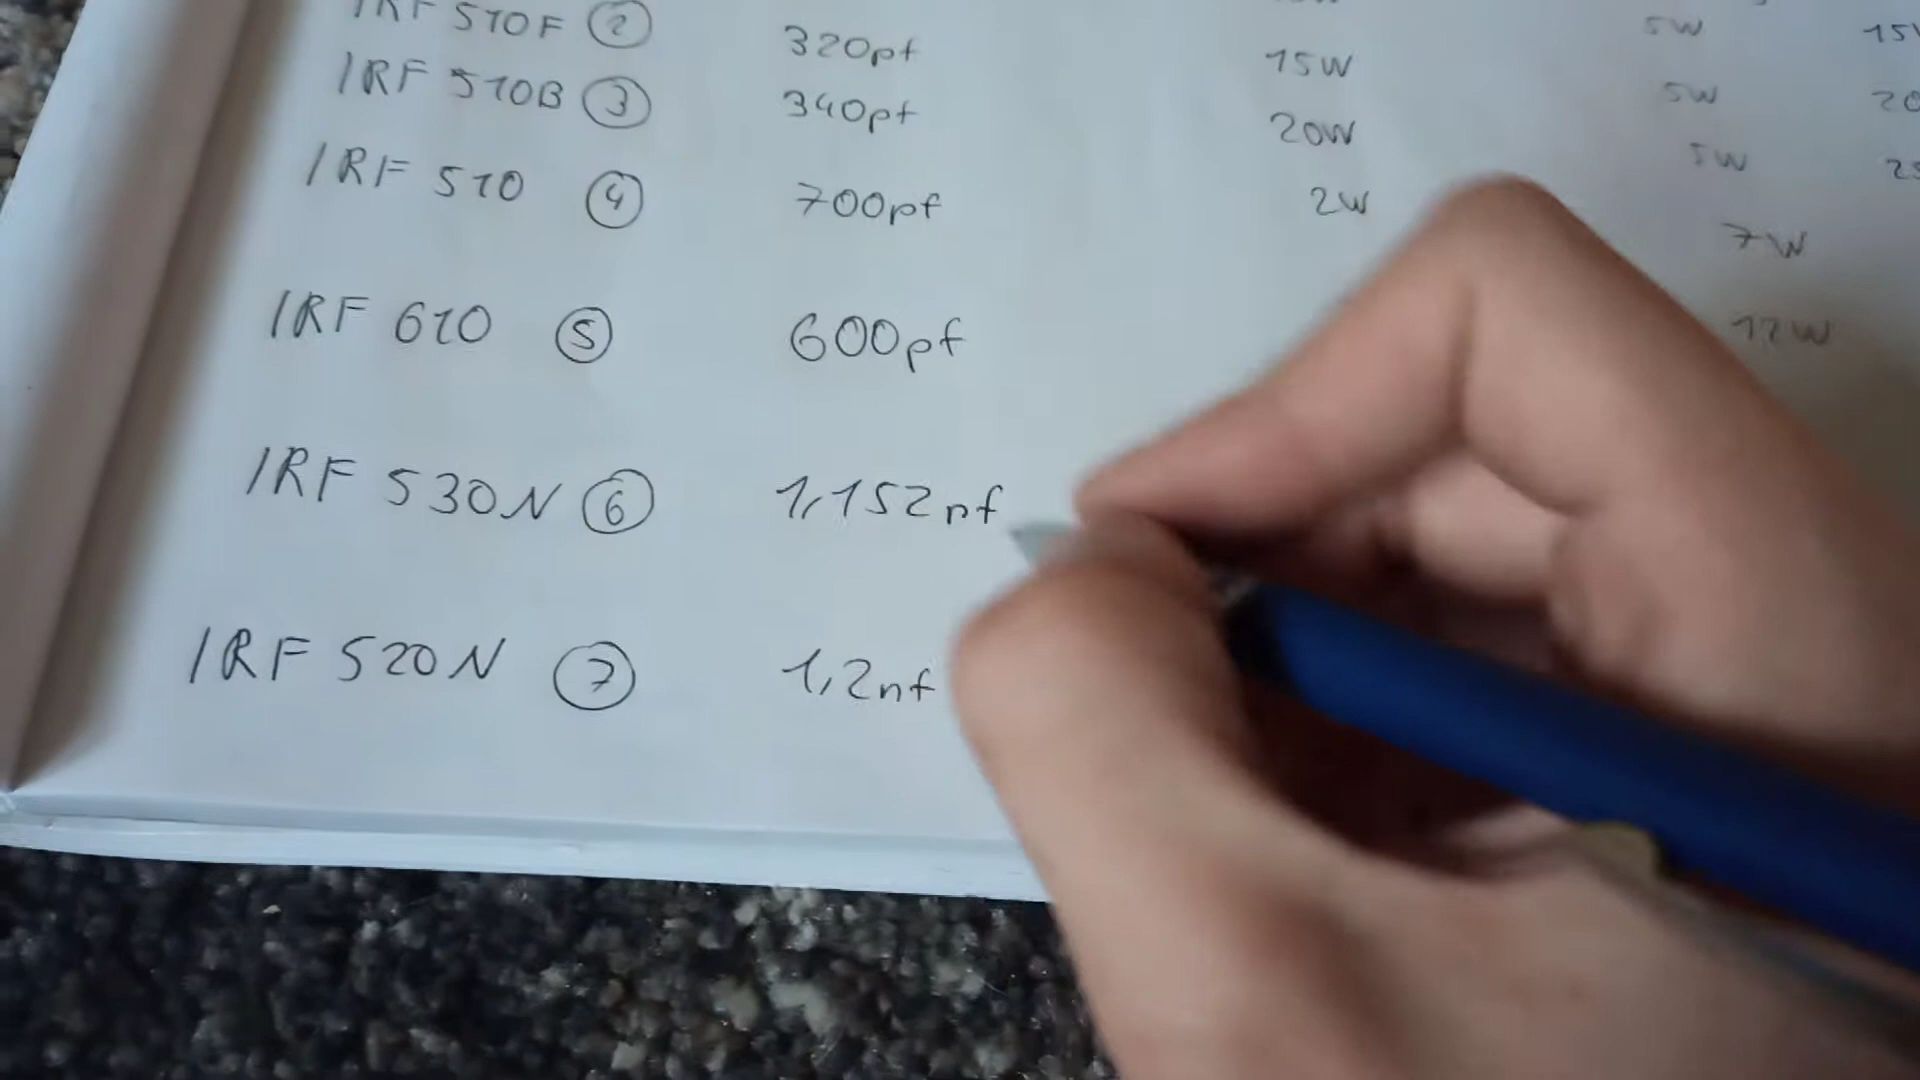 IRF 510F ② 320pf 15W 5W
IRF 510B ③ 340pf 20W 5W
IRF 510 ④ 700pf 2W 5W
IRF 610 ⑤ 600pf 7W
IRF 530N ⑥ 1,152nf 12W
IRF 520N ⑦ 1,2nf